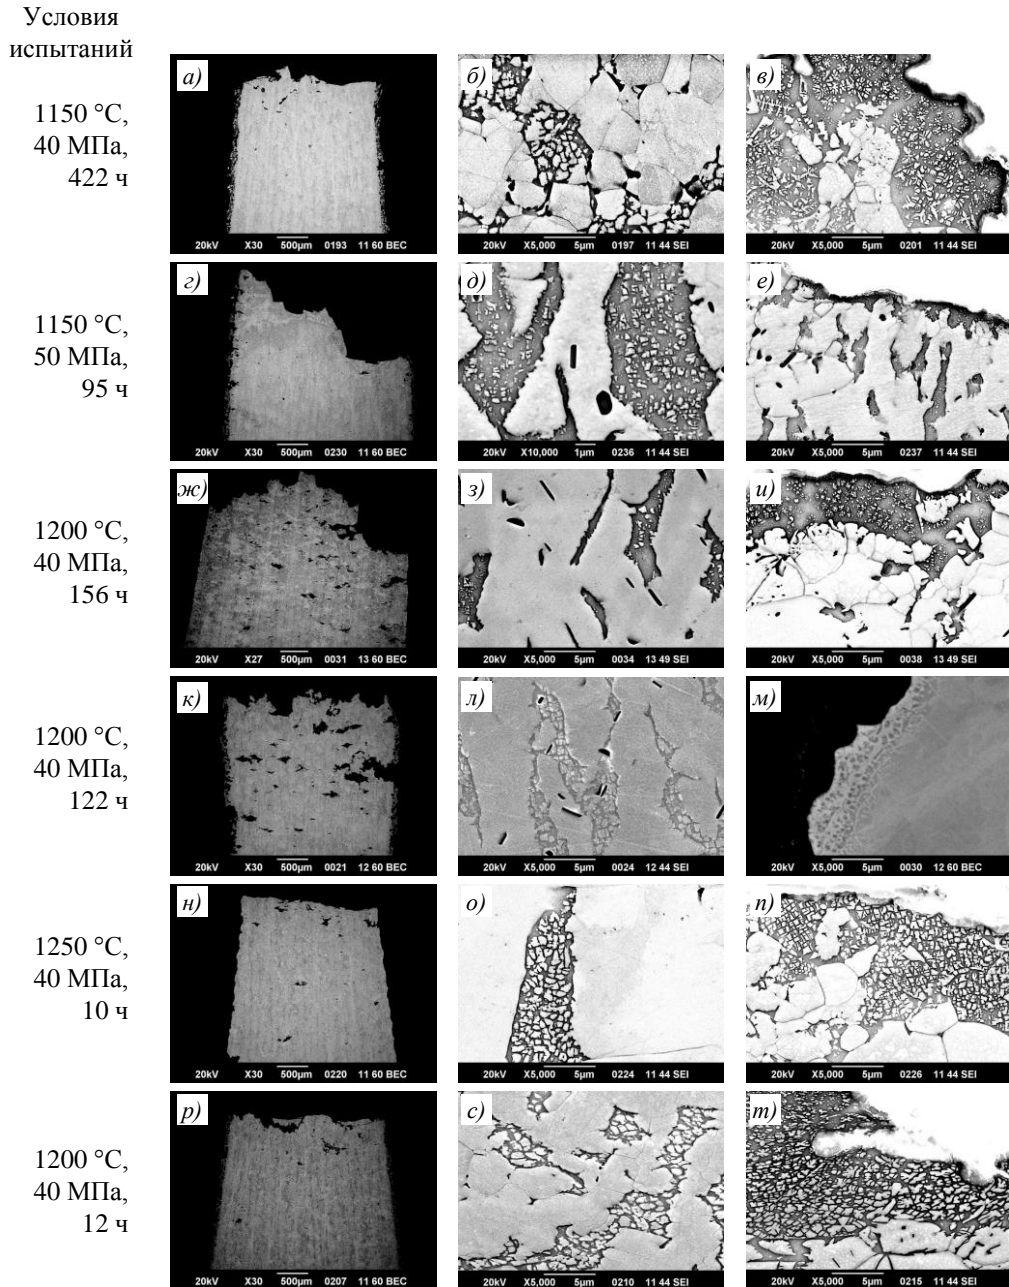 Условия
испытаний
1150 °С,
40 МПа,
422 ч
а)
20kV X30 500µm 0193 11 60 BEC
б)
20kV X5,000 5µm 0197 11 44 SEI
в)
20kV X5,000 5µm 0201 11 44 SEI
1150 °С,
50 МПа,
95 ч
г)
20kV X30 500µm 0230 11 60 BEC
д)
20kV X10,000 1µm 0236 11 44 SEI
е)
20kV X5,000 5µm 0237 11 44 SEI
1200 °С,
40 МПа,
156 ч
ж)
20kV X27 500µm 0031 13 60 BEC
з)
20kV X5,000 5µm 0034 13 49 SEI
и)
20kV X5,000 5µm 0038 13 49 SEI
1200 °С,
40 МПа,
122 ч
к)
20kV X30 500µm 0021 12 60 BEC
л)
20kV X5,000 5µm 0024 12 44 SEI
м)
20kV X5,000 5µm 0030 12 60 BEC
1250 °С,
40 МПа,
10 ч
н)
20kV X30 500µm 0220 11 60 BEC
о)
20kV X5,000 5µm 0224 11 44 SEI
п)
20kV X5,000 5µm 0226 11 44 SEI
1200 °С,
40 МПа,
12 ч
р)
20kV X30 500µm 0207 11 60 BEC
с)
20kV X5,000 5µm 0210 11 44 SEI
т)
20kV X5,000 5µm 0215 11 44 SEI